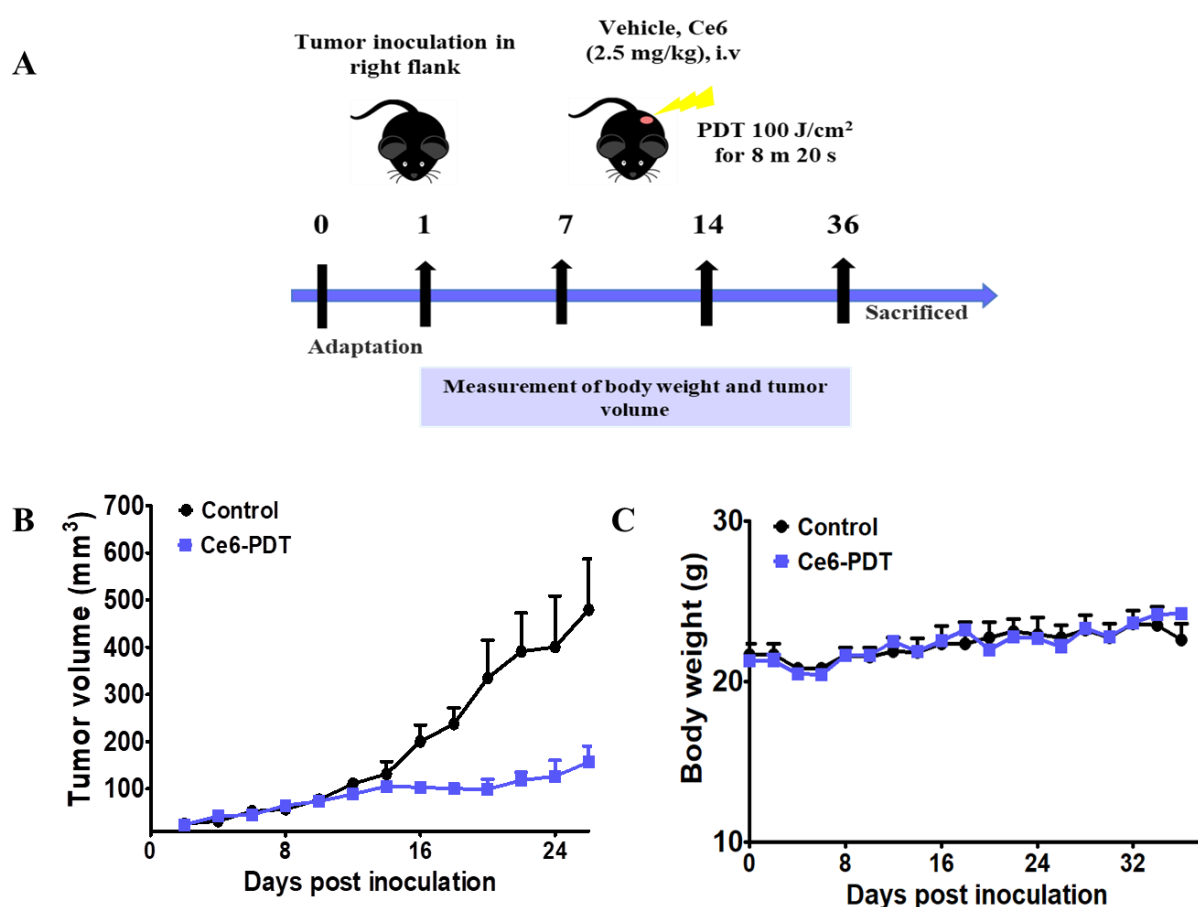 A
Tumor inoculation in
right flank
Vehicle, Ce6
(2.5 mg/kg), i.v
PDT 100 J/cm²
for 8 m 20 s
0 1 7 14 36
Adaptation
Sacrificed
Measurement of body weight and tumor
volume
B
Tumor volume (mm³)
700
600
500
400
300
200
100
Control
Ce6-PDT
0 8 16 24
Days post inoculation
C
Body weight (g)
30
20
10
Control
Ce6-PDT
0 8 16 24 32
Days post inoculation